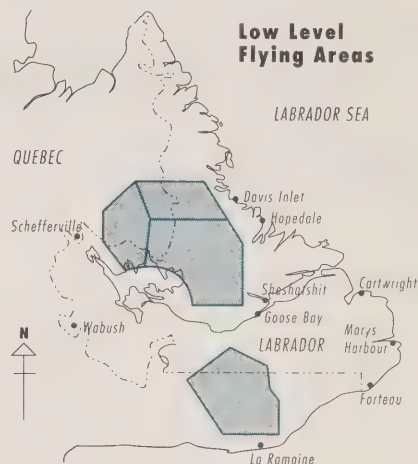 Low Level
Flying Areas
LABRADOR SEA
QUEBEC
Davis Inlet
Hopedale
Schefferville
Sheshatshit
Cartwright
Goose Bay
N
Wabush
LABRADOR
Marys
Harbour
Forteau
La Romaine